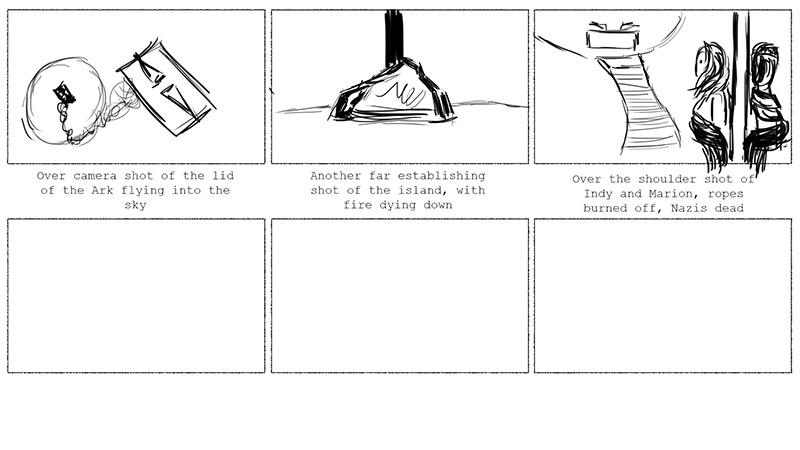 Over camera shot of the lid
of the Ark flying into the
sky
Another far establishing
shot of the island, with
fire dying down
Over the shoulder shot of
Indy and Marion, ropes
burned off, Nazis dead